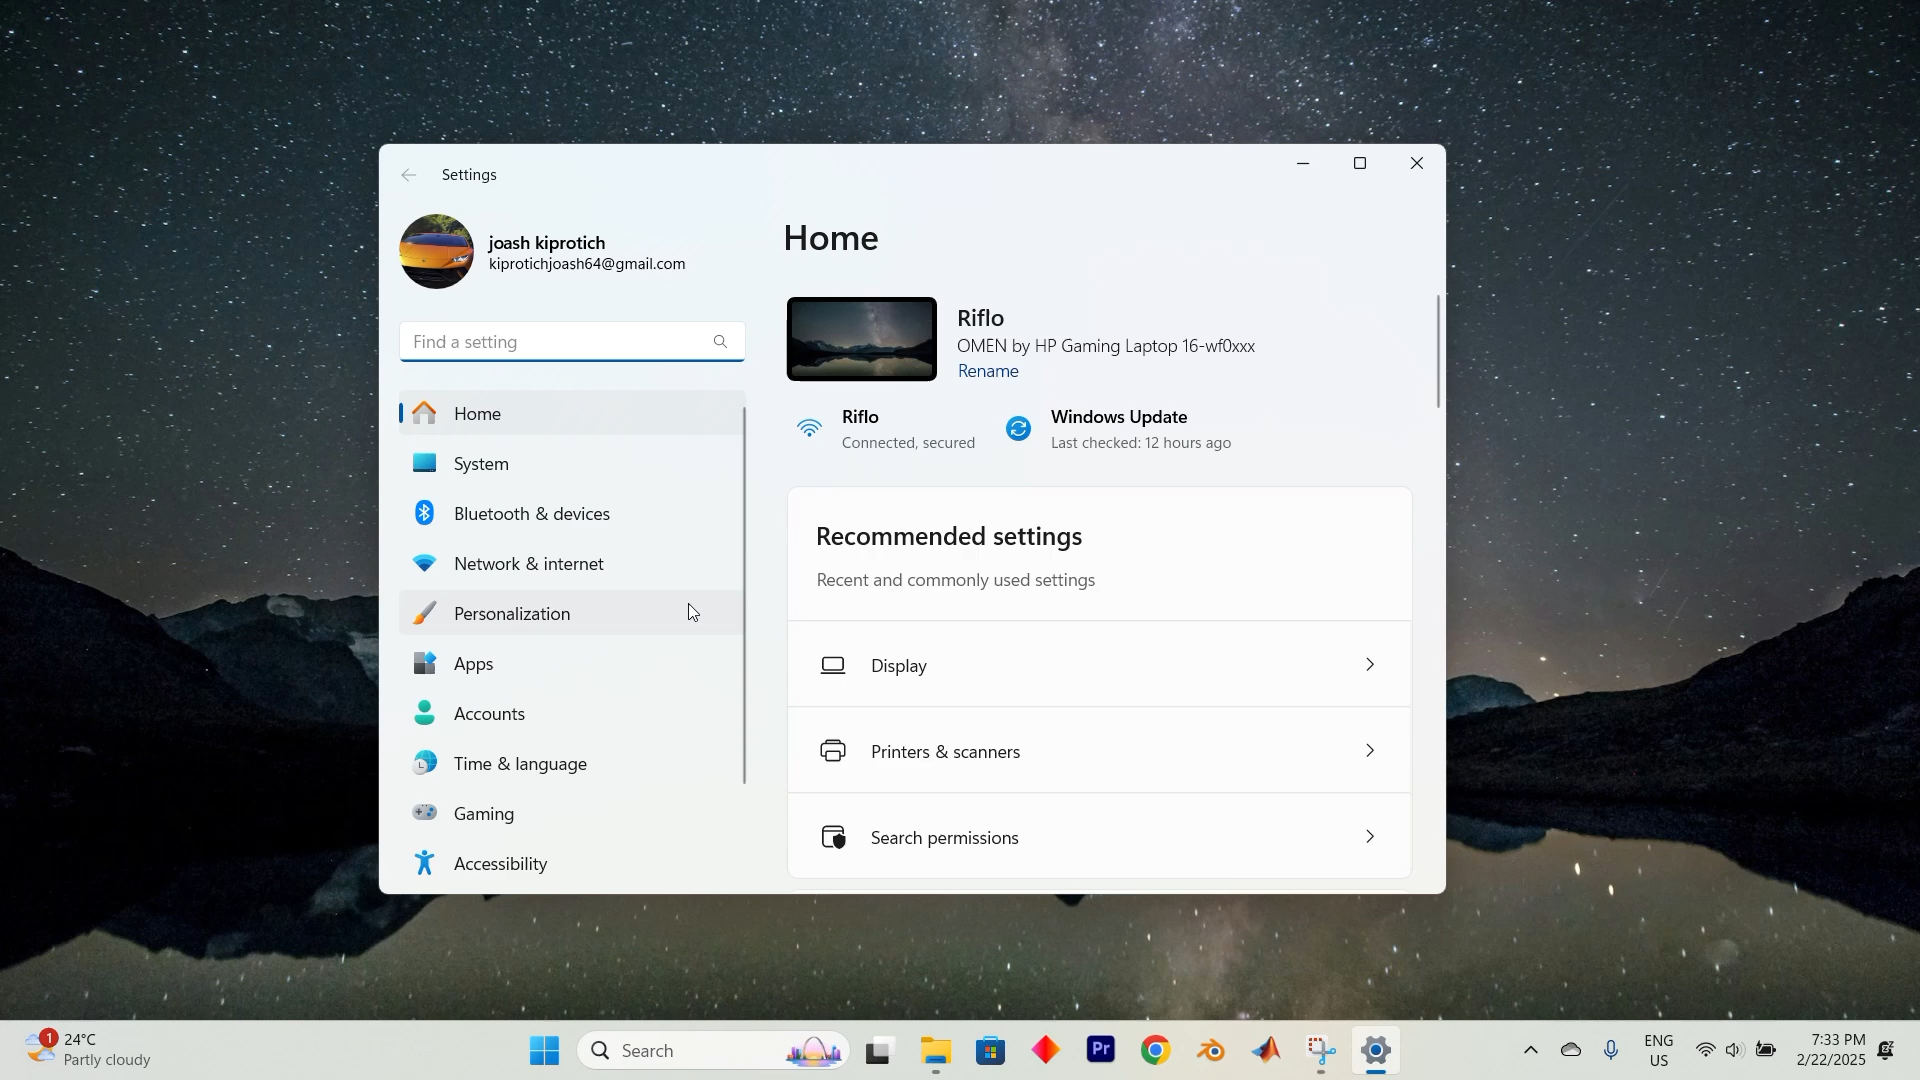 Settings
joash kiprotich
kiprotichjoash64@gmail.com
Find a setting
Home
System
Bluetooth & devices
Network & internet
Personalization
Apps
Accounts
Time & language
Gaming
Accessibility
Home
Riflo
OMEN by HP Gaming Laptop 16-wf0xxx
Rename
Riflo
Connected, secured
Windows Update
Last checked: 12 hours ago
Recommended settings
Recent and commonly used settings
Display
Printers & scanners
Search permissions
1
24°C
Partly cloudy
Search
Pr
ENG
US
7:33 PM
2/22/2025